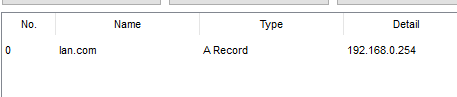 No. Name Type Detail
0 lan.com A Record 192.168.0.254